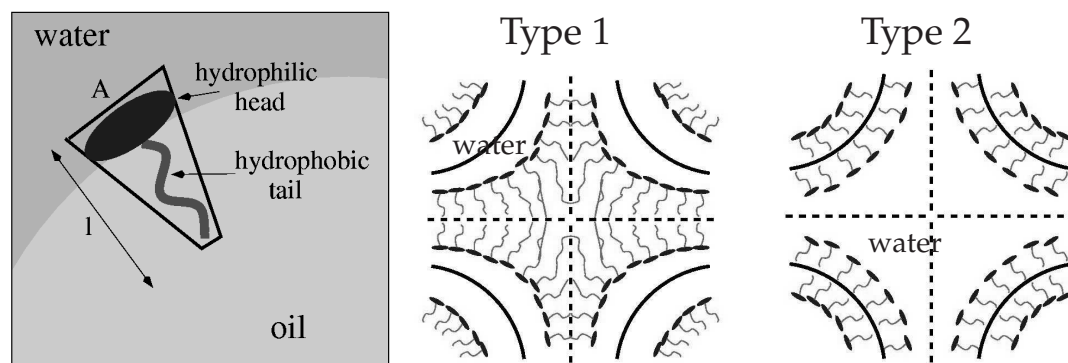 water
A
hydrophilic
head
hydrophobic
tail
l
oil
Type 1
water
Type 2
water